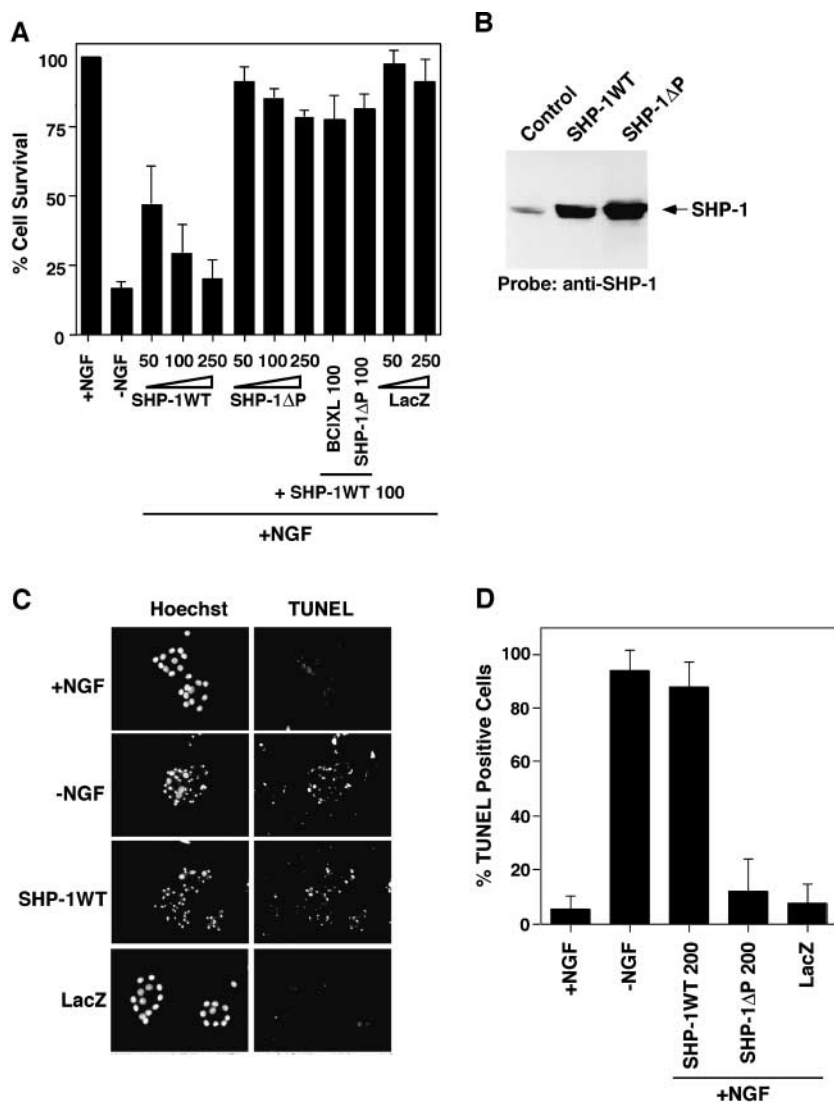 A
% Cell Survival
100
75
50
25
0
+NGF
-NGF
50 100 250
SHP-1WT
50 100 250
SHP-1ΔP
BClXL 100
SHP-1ΔP 100
50 250
LacZ
+ SHP-1WT 100
+NGF
B
Control
SHP-1WT
SHP-1ΔP
SHP-1
Probe: anti-SHP-1
C
Hoechst TUNEL
+NGF
-NGF
SHP-1WT
LacZ
D
% TUNEL Positive Cells
100
80
60
40
20
0
+NGF
-NGF
SHP-1WT 200
SHP-1ΔP 200
LacZ
+NGF